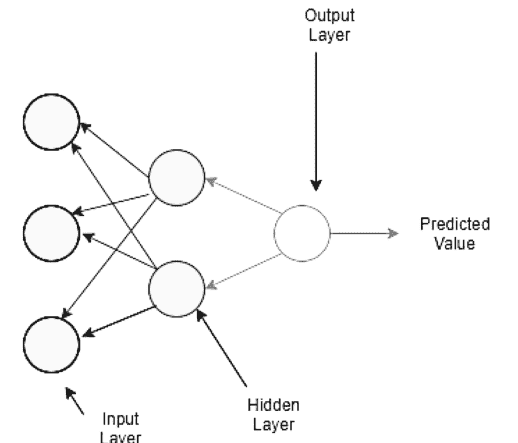 Output
Layer
Predicted
Value
Hidden
Layer
Input
Layer